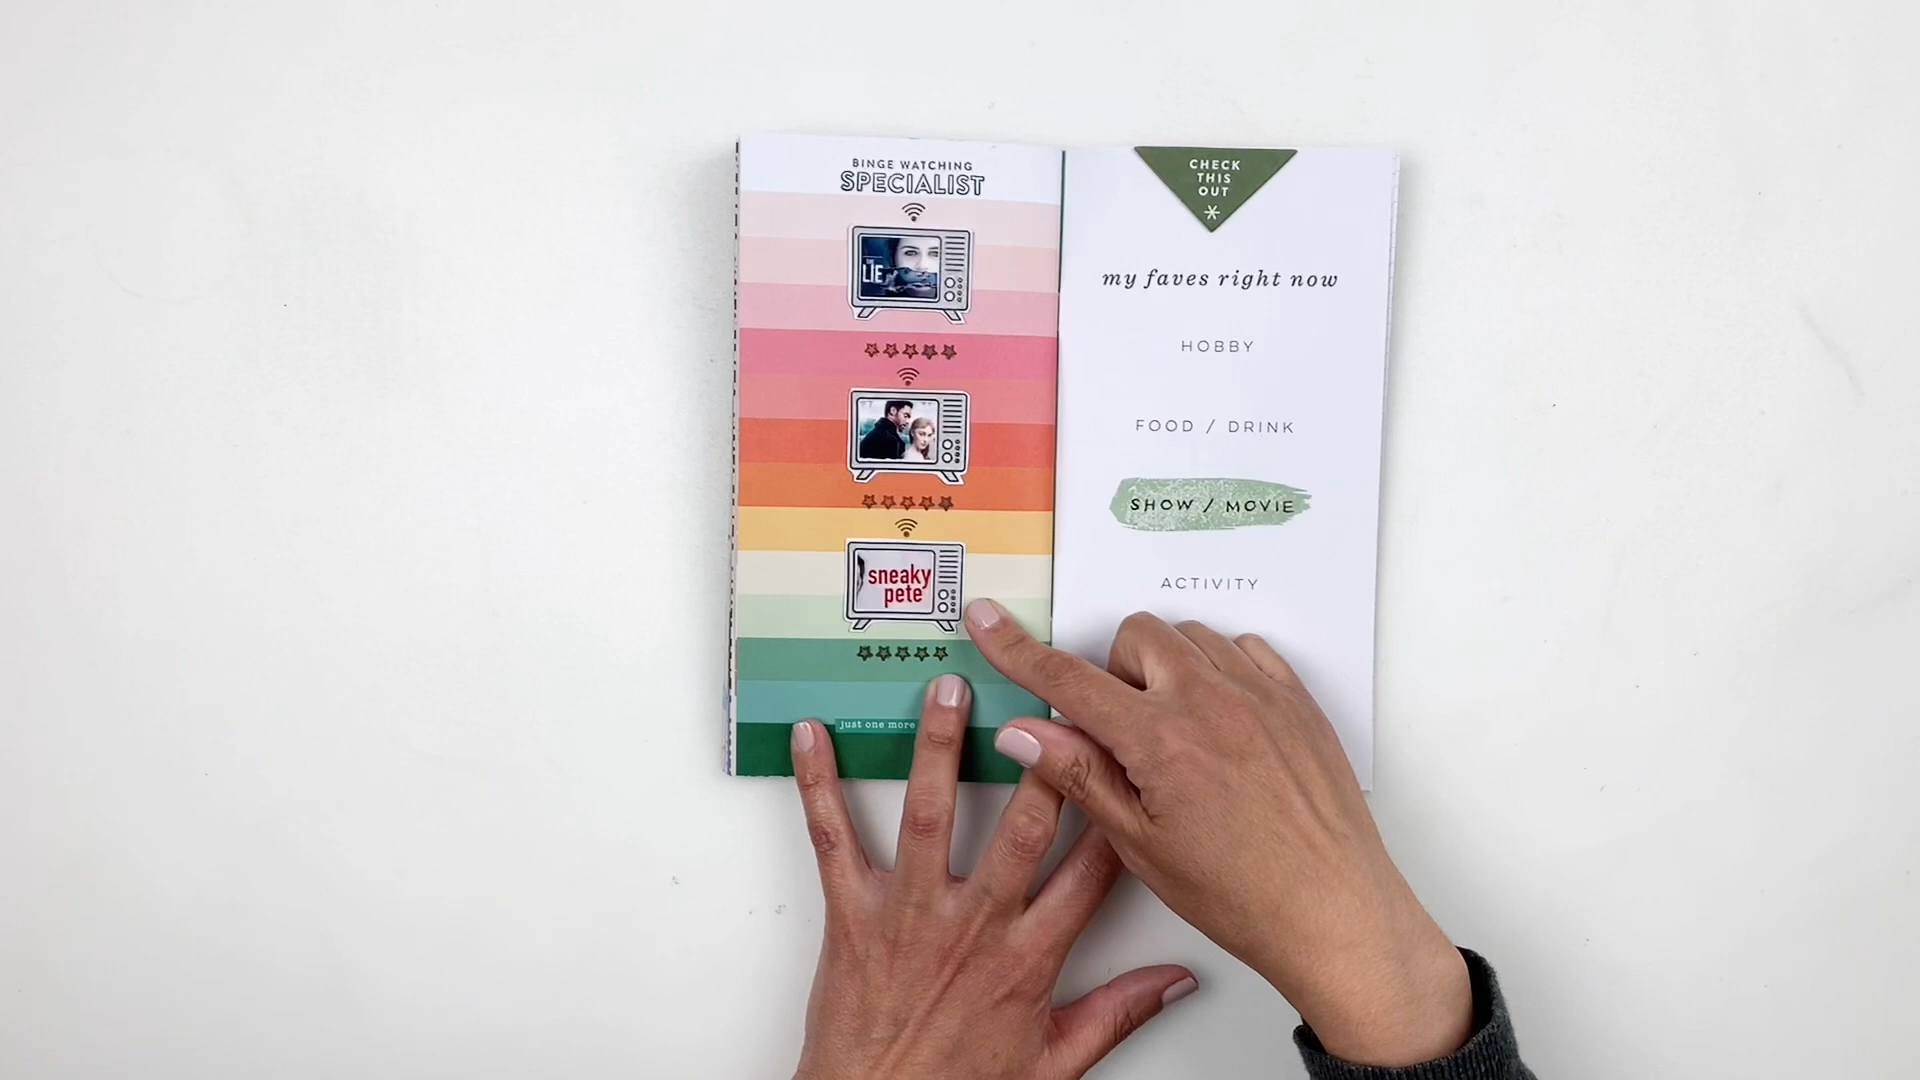 BINGE WATCHING
SPECIALIST
THE
LIE
sneaky
pete
just one more
CHECK
THIS
OUT
my faves right now
HOBBY
FOOD / DRINK
SHOW / MOVIE
ACTIVITY